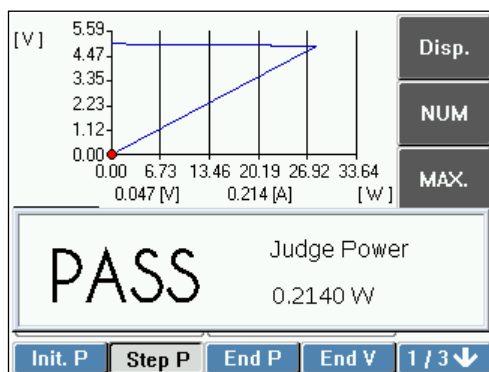 [V]
5.59
4.47
3.35
2.23
1.12
0.00
0.00 6.73 13.46 20.19 26.92 33.64
0.047 [V] 0.214 [A] [W]
Disp.
NUM
MAX.
PASS
Judge Power
0.2140 W
Init. P Step P End P End V 1/3